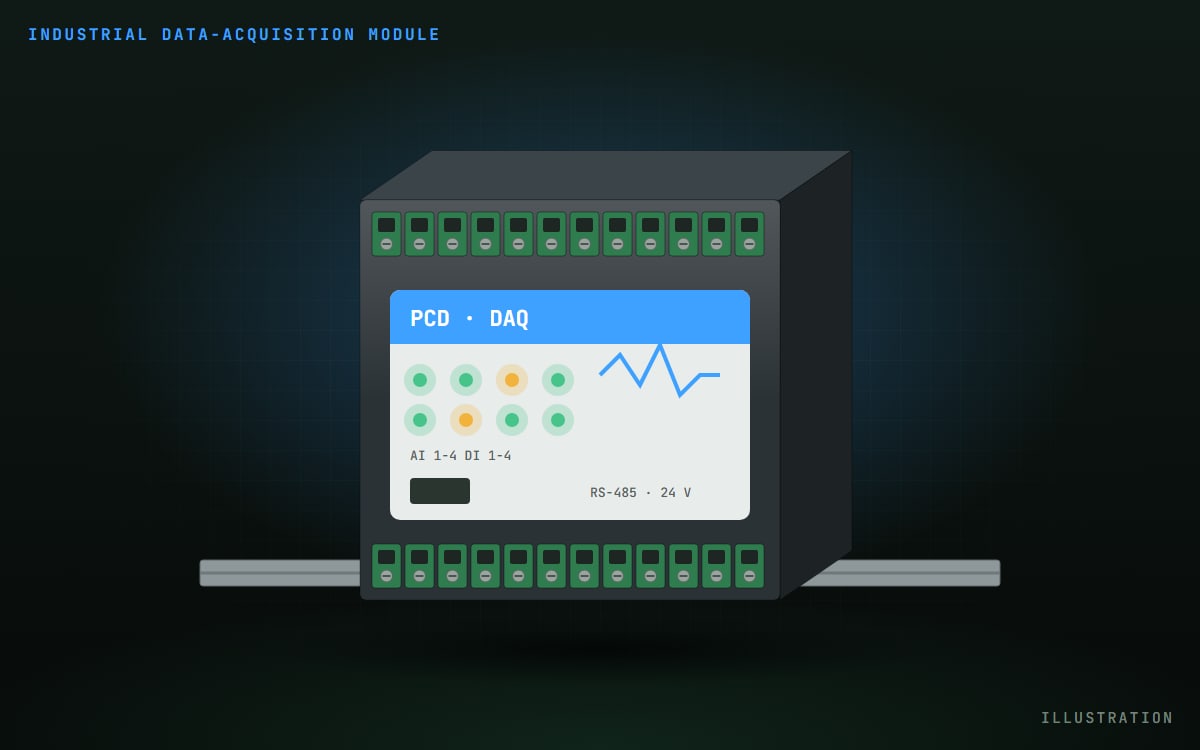 INDUSTRIAL DATA-ACQUISITION MODULE
PCD · DAQ
AI 1-4 DI 1-4
RS-485 · 24 V
ILLUSTRATION